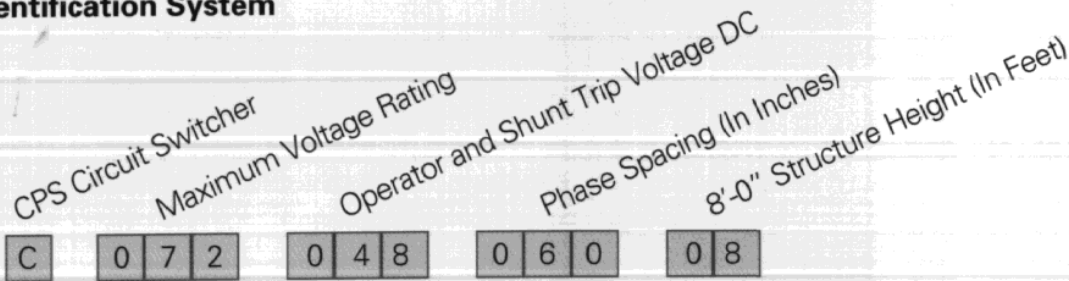 entification System
CPS Circuit Switcher
Maximum Voltage Rating
Operator and Shunt Trip Voltage DC
Phase Spacing (In Inches)
8'-0" Structure Height (In Feet)
C 072 048 060 08